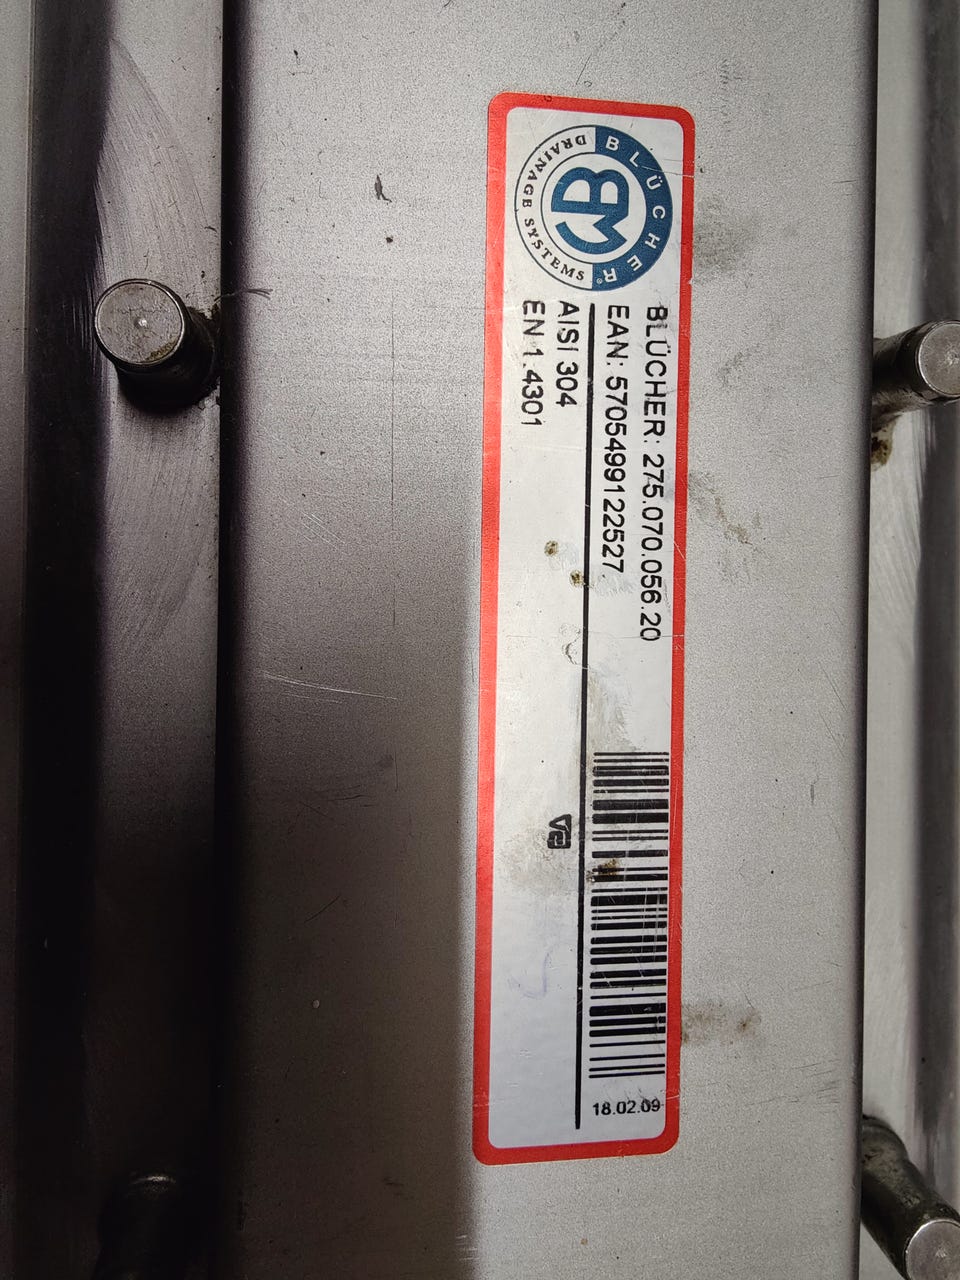 BLÜCHER®
DRAINAGE SYSTEMS
BLÜCHER: 275.070.056.20
EAN: 5705499122527
AISI 304
EN 1.4301
18.02.09